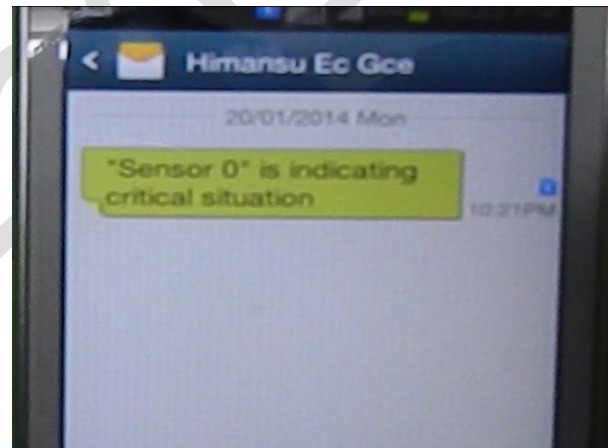 Himansu Ec Gce
20/01/2014 Mon
"Sensor 0" is indicating
critical situation
10:21PM